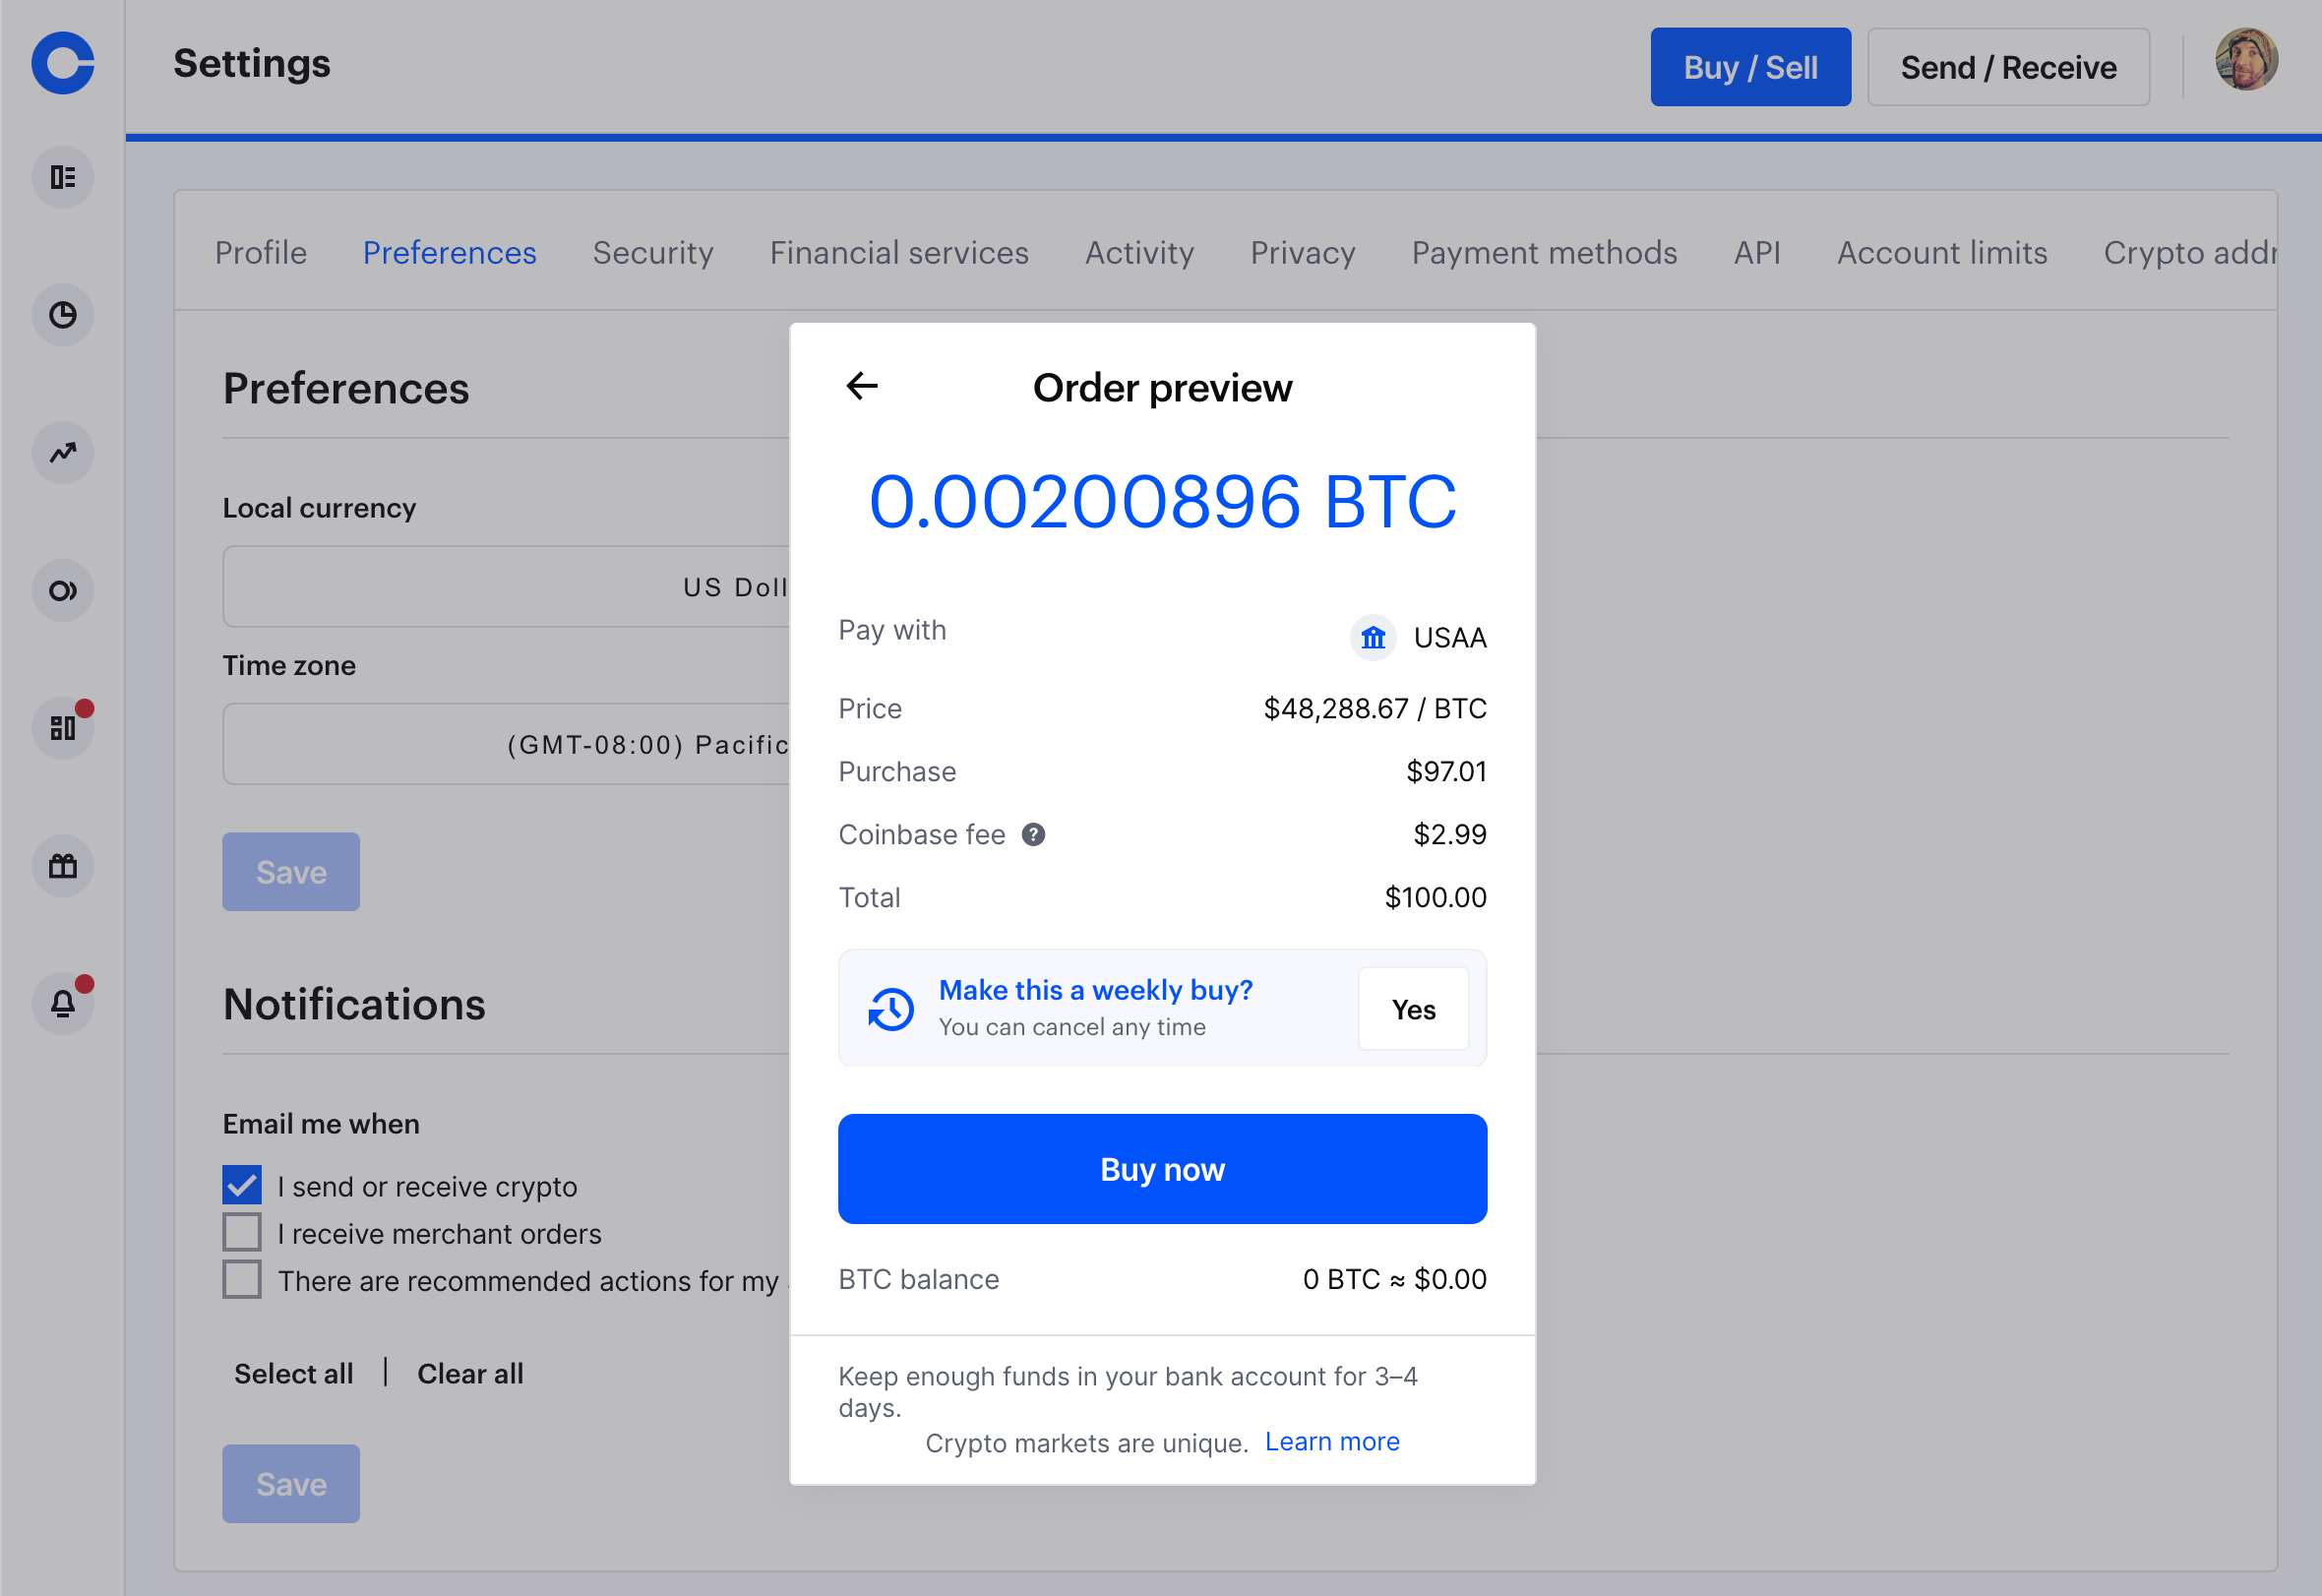 Settings
Buy / Sell
Send / Receive
Profile
Preferences
Security
Financial services
Activity
Privacy
Payment methods
API
Account limits
Crypto addr
Preferences
Local currency
US Doll
Time zone
(GMT-08:00) Pacific
Save
Notifications
Email me when
I send or receive crypto
I receive merchant orders
There are recommended actions for my
Select all | Clear all
Save
Order preview
0.00200896 BTC
Pay with
USAA
Price
$48,288.67 / BTC
Purchase
$97.01
Coinbase fee ?
$2.99
Total
$100.00
Make this a weekly buy?
You can cancel any time
Yes
Buy now
BTC balance
0 BTC ≈ $0.00
Keep enough funds in your bank account for 3–4
days.
Crypto markets are unique. Learn more